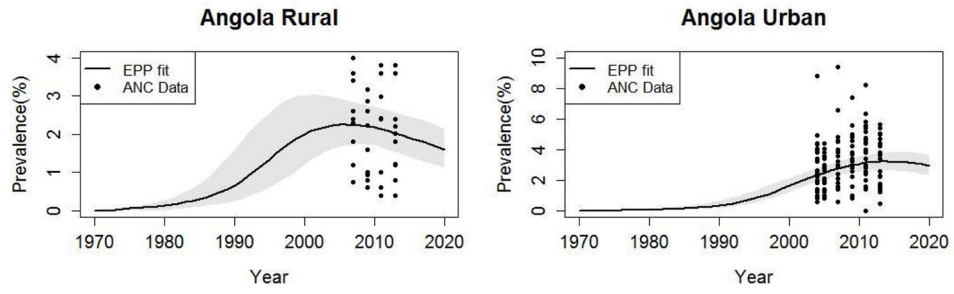 Angola Rural
Prevalence(%)
4
3
2
1
0
EPP fit
ANC Data
1970 1980 1990 2000 2010 2020
Year
Angola Urban
Prevalence(%)
10
8
6
4
2
0
EPP fit
ANC Data
1970 1980 1990 2000 2010 2020
Year